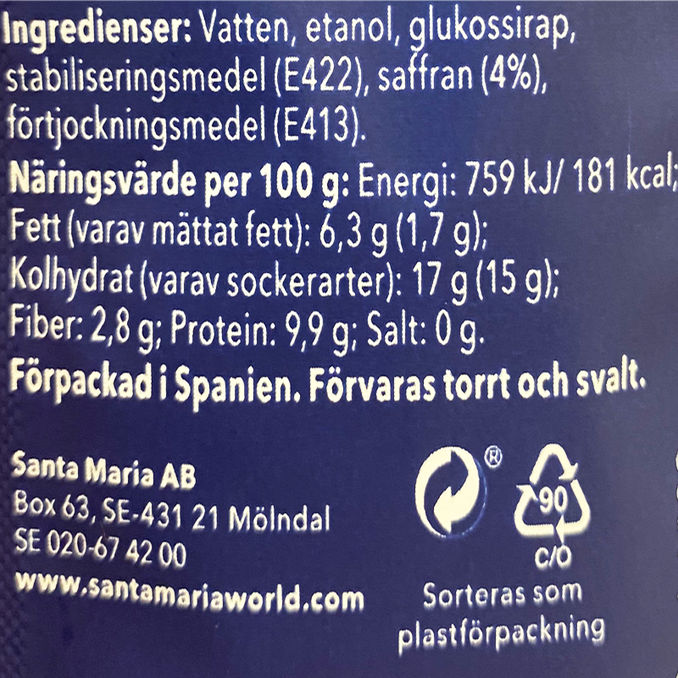 Ingredienser: Vatten, etanol, glukossirap,
stabiliseringsmedel (E422), saffran (4%),
förtjockningsmedel (E413).
Näringsvärde per 100 g: Energi: 759 kJ/ 181 kcal;
Fett (varav mättat fett): 6,3 g (1,7 g);
Kolhydrat (varav sockerarter): 17 g (15 g);
Fiber: 2,8 g; Protein: 9,9 g; Salt: 0 g.
Förpackad i Spanien. Förvaras torrt och svalt.
Santa Maria AB
Box 63, SE-431 21 Mölndal
SE 020-67 42 00
www.santamariaworld.com
®
90
C/O
Sorteras som
plastförpackning